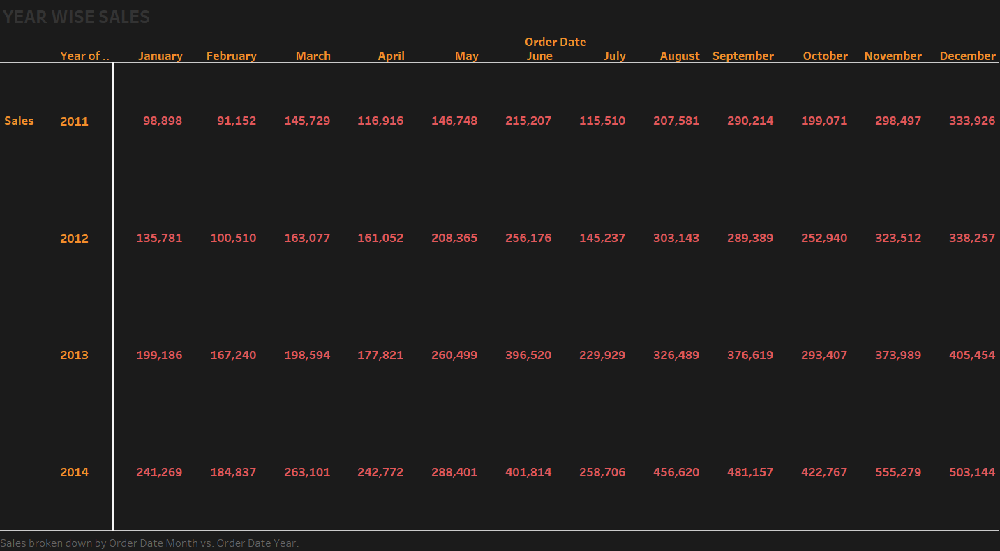 YEAR WISE SALES
Order Date
Year of .. January February March April May June July August September October November December
Sales 2011 98,898 91,152 145,729 116,916 146,748 215,207 115,510 207,581 290,214 199,071 298,497 333,926
2012 135,781 100,510 163,077 161,052 208,365 256,176 145,237 303,143 289,389 252,940 323,512 338,257
2013 199,186 167,240 198,594 177,821 260,499 396,520 229,929 326,489 376,619 293,407 373,989 405,454
2014 241,269 184,837 263,101 242,772 288,401 401,814 258,706 456,620 481,157 422,767 555,279 503,144
Sales broken down by Order Date Month vs. Order Date Year.